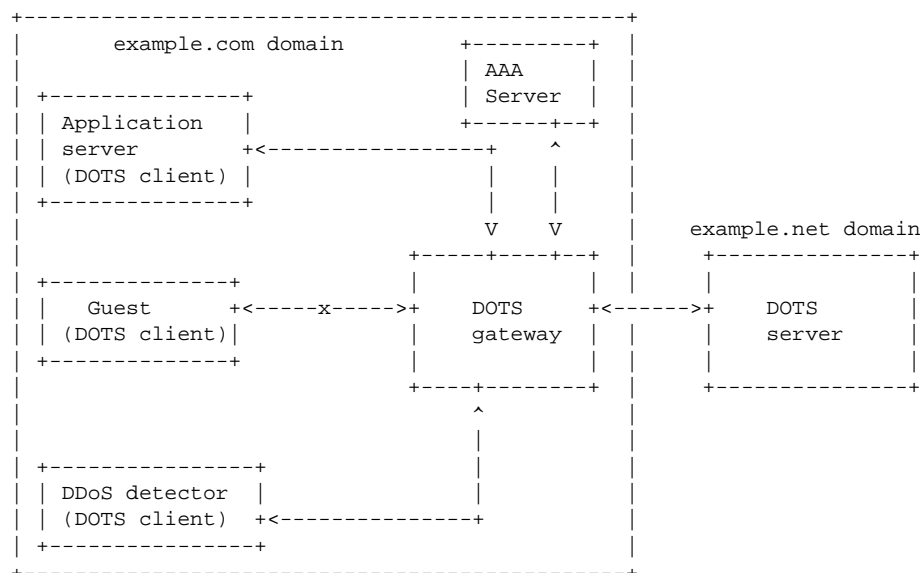 example.com domain
AAA
Server
Application
server
(DOTS client)
example.net domain
Guest
(DOTS client)
x
DOTS
gateway
DOTS
server
DDoS detector
(DOTS client)